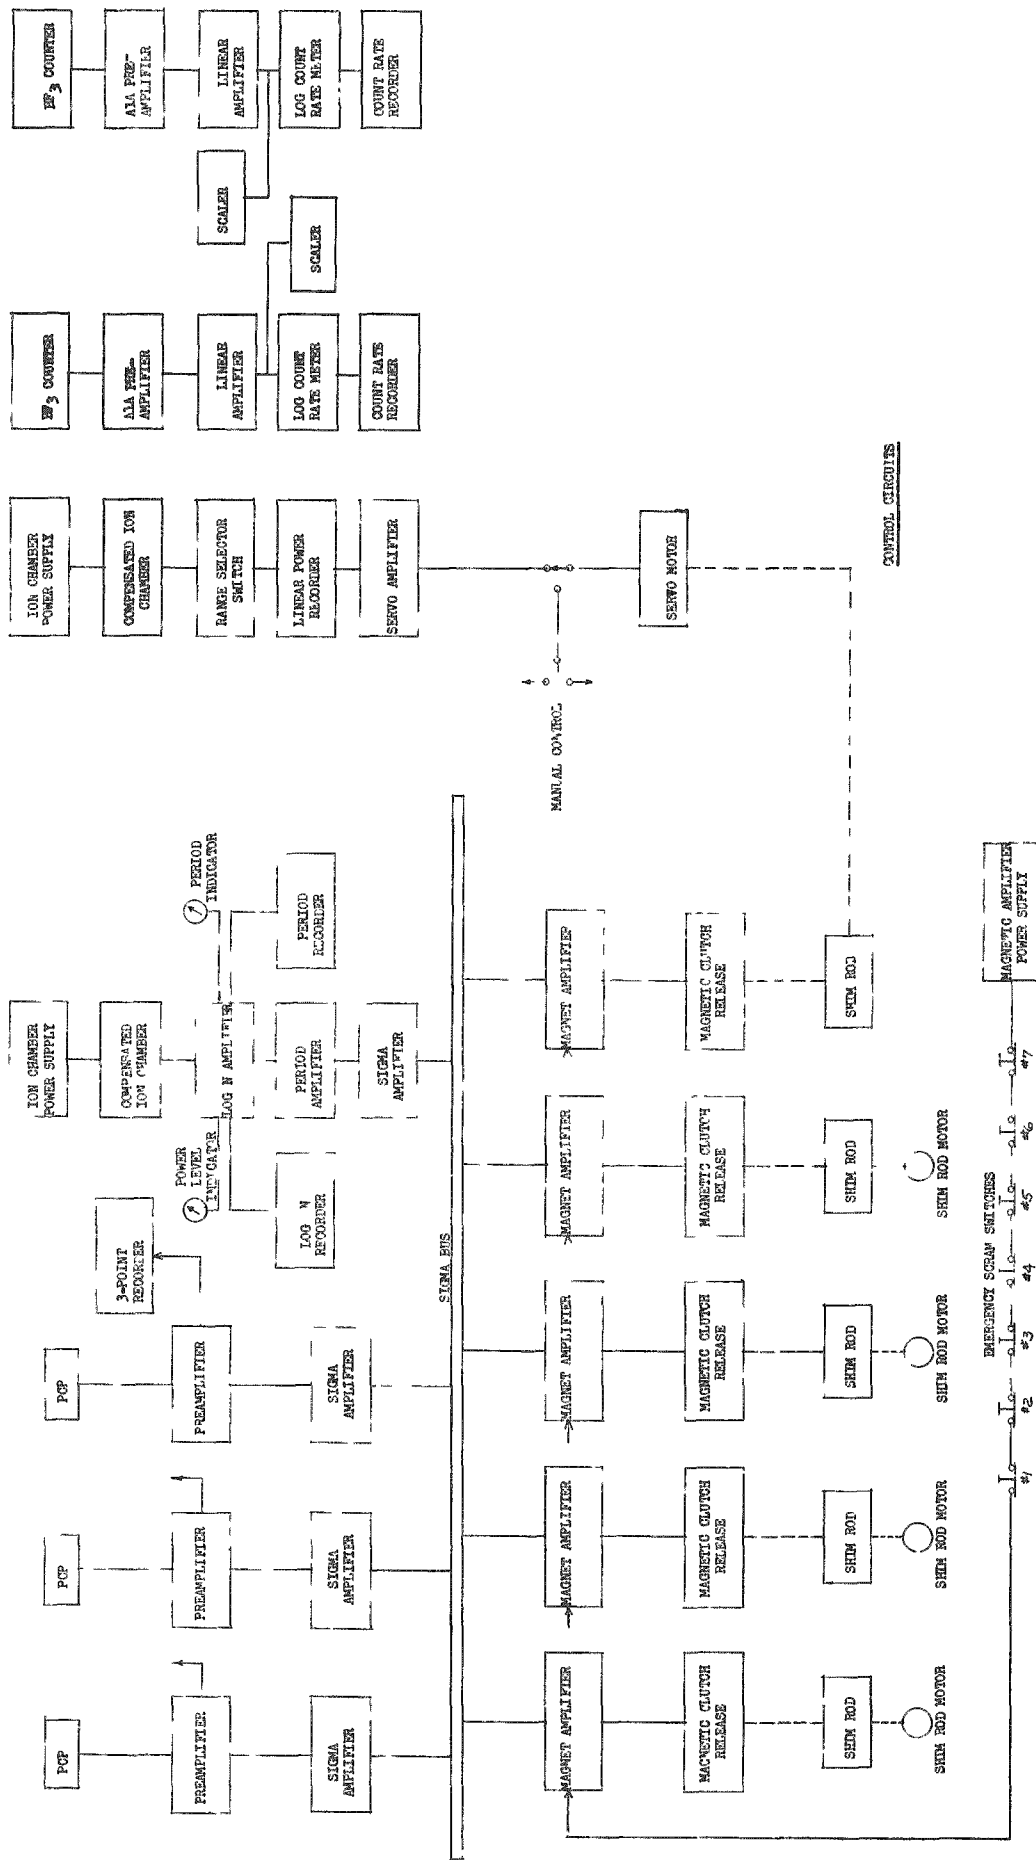 PCP
PCP
PCP
3-POINT
RECORDER
ION CHAMBER
POWER SUPPLY
ION CHAMBER
POWER SUPPLY
BF3 COUNTER
BF3 COUNTER
COMPENSATED
ION CHAMBER
COMPENSATED ION
CHAMBER
A1A PRE-
AMPLIFIER
A1A PRE-
AMPLIFIER
PREAMPLIFIER
PREAMPLIFIER
PREAMPLIFIER
POWER
LEVEL
INDICATOR
LOG N AMPLIFIER
PERIOD
INDICATOR
RANGE SELECTOR
SWITCH
LINEAR
AMPLIFIER
SCALER
LINEAR
AMPLIFIER
SIGMA
AMPLIFIER
SIGMA
AMPLIFIER
SIGMA
AMPLIFIER
LOG N
RECORDER
PERIOD
AMPLIFIER
PERIOD
RECORDER
LINEAR POWER
RECORDER
LOG COUNT
RATE METER
SCALER
LOG COUNT
RATE METER
SIGMA
AMPLIFIER
SERVO AMPLIFIER
COUNT RATE
RECORDER
COUNT RATE
RECORDER
SIGMA BUS
MANUAL CONTROL
MAGNET AMPLIFIER
MAGNET AMPLIFIER
MAGNET AMPLIFIER
MAGNET AMPLIFIER
MAGNET AMPLIFIER
SERVO MOTOR
MAGNETIC CLUTCH
RELEASE
MAGNETIC CLUTCH
RELEASE
MAGNETIC CLUTCH
RELEASE
MAGNETIC CLUTCH
RELEASE
MAGNETIC CLUTCH
RELEASE
SHIM ROD
SHIM ROD
SHIM ROD
SHIM ROD
SHIM ROD
CONTROL CIRCUITS
SHIM ROD MOTOR
SHIM ROD MOTOR
SHIM ROD MOTOR
SHIM ROD MOTOR
EMERGENCY SCRAM SWITCHES
MAGNETIC AMPLIFIER
POWER SUPPLY
#1
#2
#3
#4
#5
#6
#7